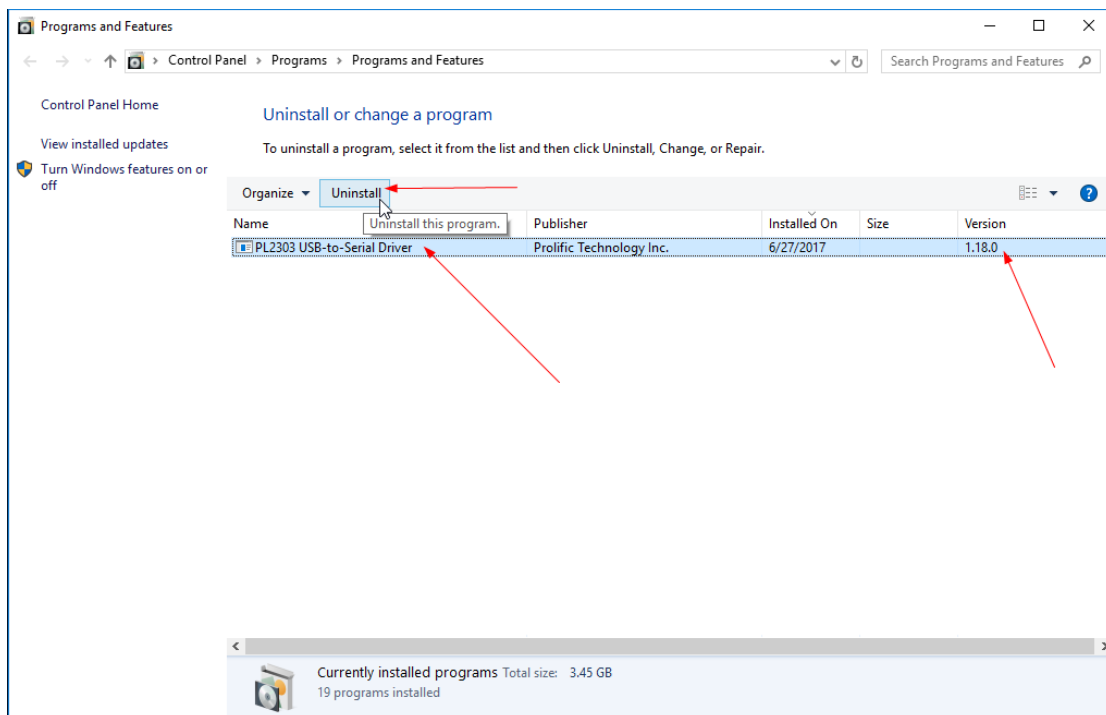 Programs and Features
Control Panel > Programs > Programs and Features
Search Programs and Features
Control Panel Home
View installed updates
Turn Windows features on or
off
Uninstall or change a program
To uninstall a program, select it from the list and then click Uninstall, Change, or Repair.
Organize Uninstall
Name Publisher Installed On Size Version
Uninstall this program.
PL2303 USB-to-Serial Driver Prolific Technology Inc. 6/27/2017 1.18.0
Currently installed programs Total size: 3.45 GB
19 programs installed